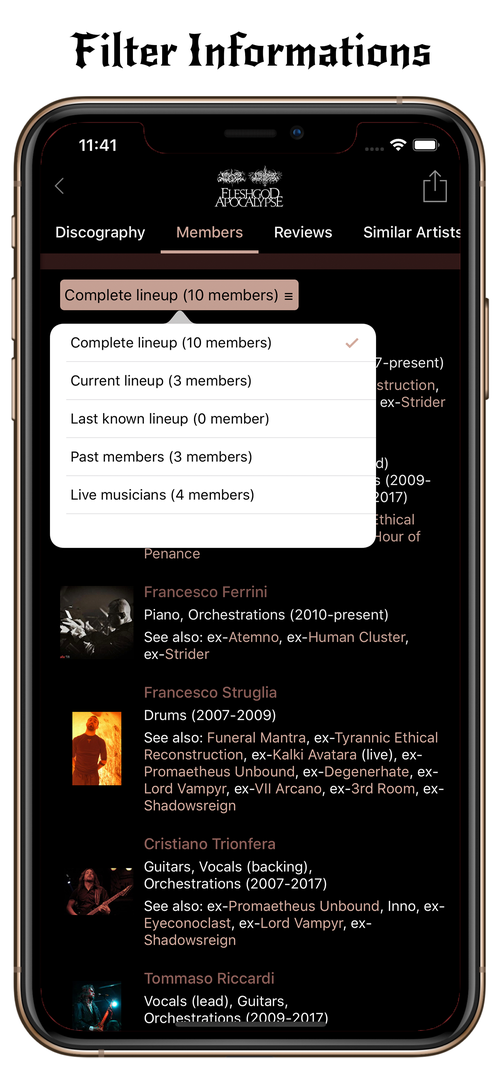 Filter Informations
11:41
FLESHGOD
APOCALYPSE
Discography Members Reviews Similar Artists
Complete lineup (10 members)
Complete lineup (10 members)
Current lineup (3 members)
Last known lineup (0 member)
Past members (3 members)
Live musicians (4 members)
7-present)
struction,
ex-Strider
d)
s (2009-
2017)
Ethical
Hour of
Penance
Francesco Ferrini
Piano, Orchestrations (2010-present)
See also: ex-Atemno, ex-Human Cluster,
ex-Strider
Francesco Struglia
Drums (2007-2009)
See also: Funeral Mantra, ex-Tyrannic Ethical
Reconstruction, ex-Kalki Avatara (live), ex-
Promaetheus Unbound, ex-Degenerhate, ex-
Lord Vampyr, ex-VII Arcano, ex-3rd Room, ex-
Shadowsreign
Cristiano Trionfera
Guitars, Vocals (backing),
Orchestrations (2007-2017)
See also: ex-Promaetheus Unbound, Inno, ex-
Eyeconoclast, ex-Lord Vampyr, ex-
Shadowsreign
Tommaso Riccardi
Vocals (lead), Guitars,
Orchestrations (2009-2017)